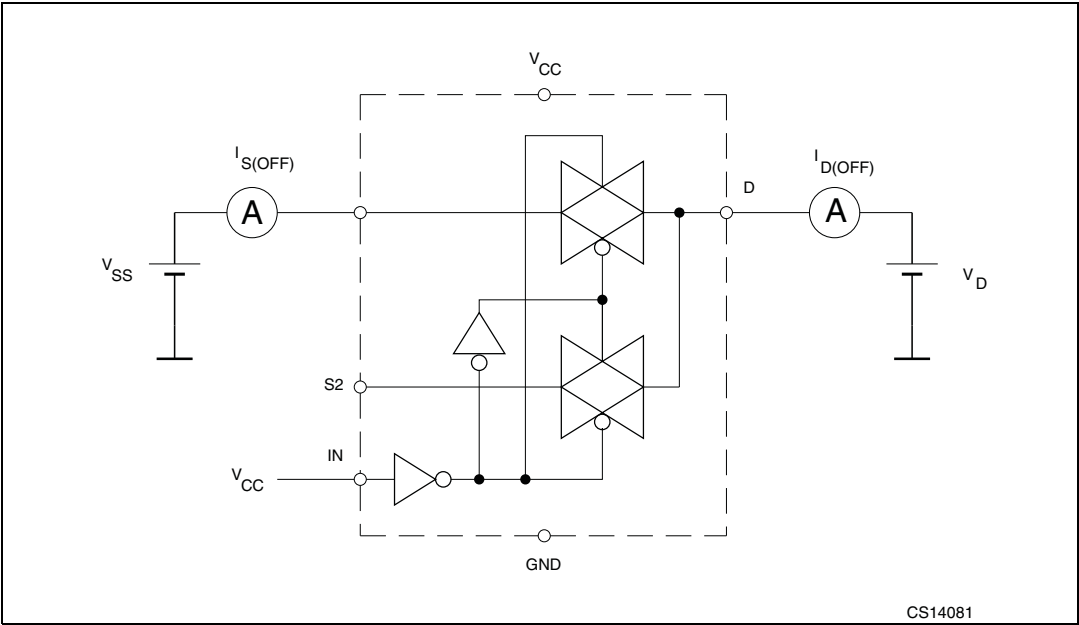 VCC
IS(OFF)
ID(OFF)
D
A
A
VSS
VD
S2
IN
VCC
GND
CS14081